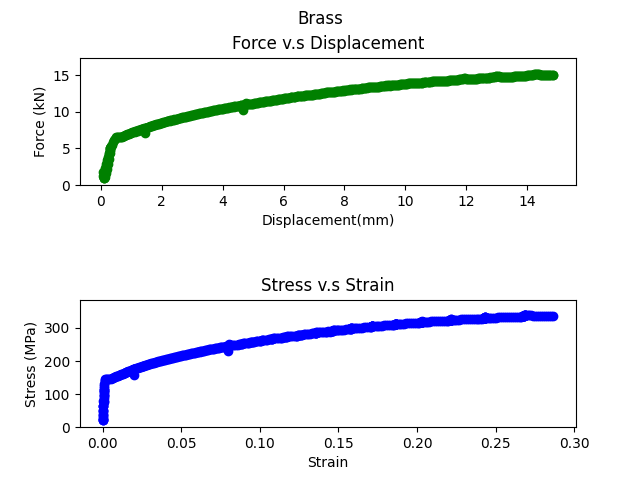 Brass
Force v.s Displacement
Force (kN)
15
10
5
0
0 2 4 6 8 10 12 14
Displacement(mm)
Stress v.s Strain
Stress (MPa)
300
200
100
0
0.00 0.05 0.10 0.15 0.20 0.25 0.30
Strain